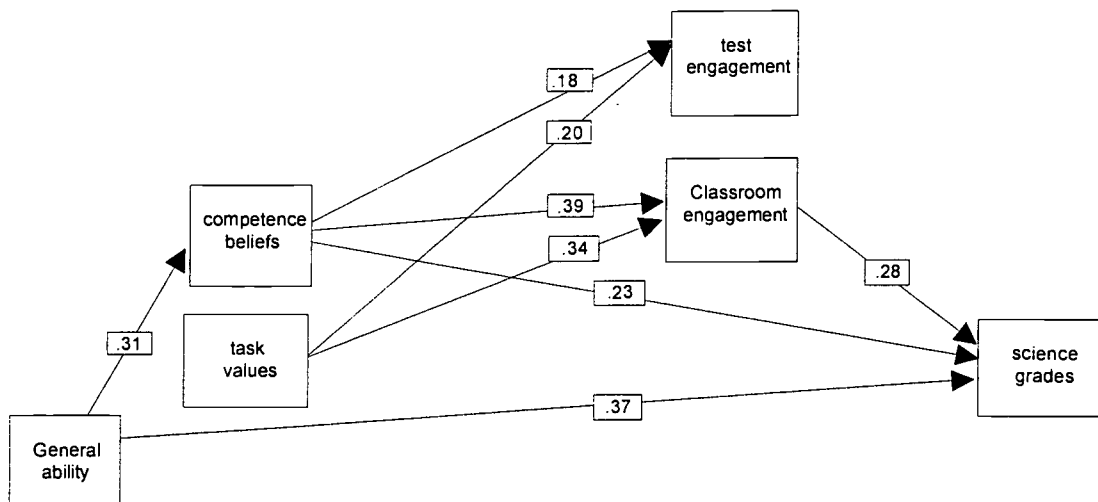 test
engagement
.18
.20
Classroom
engagement
competence
beliefs
.39
.34
.28
.23
.31
task
values
science
grades
.37
General
ability